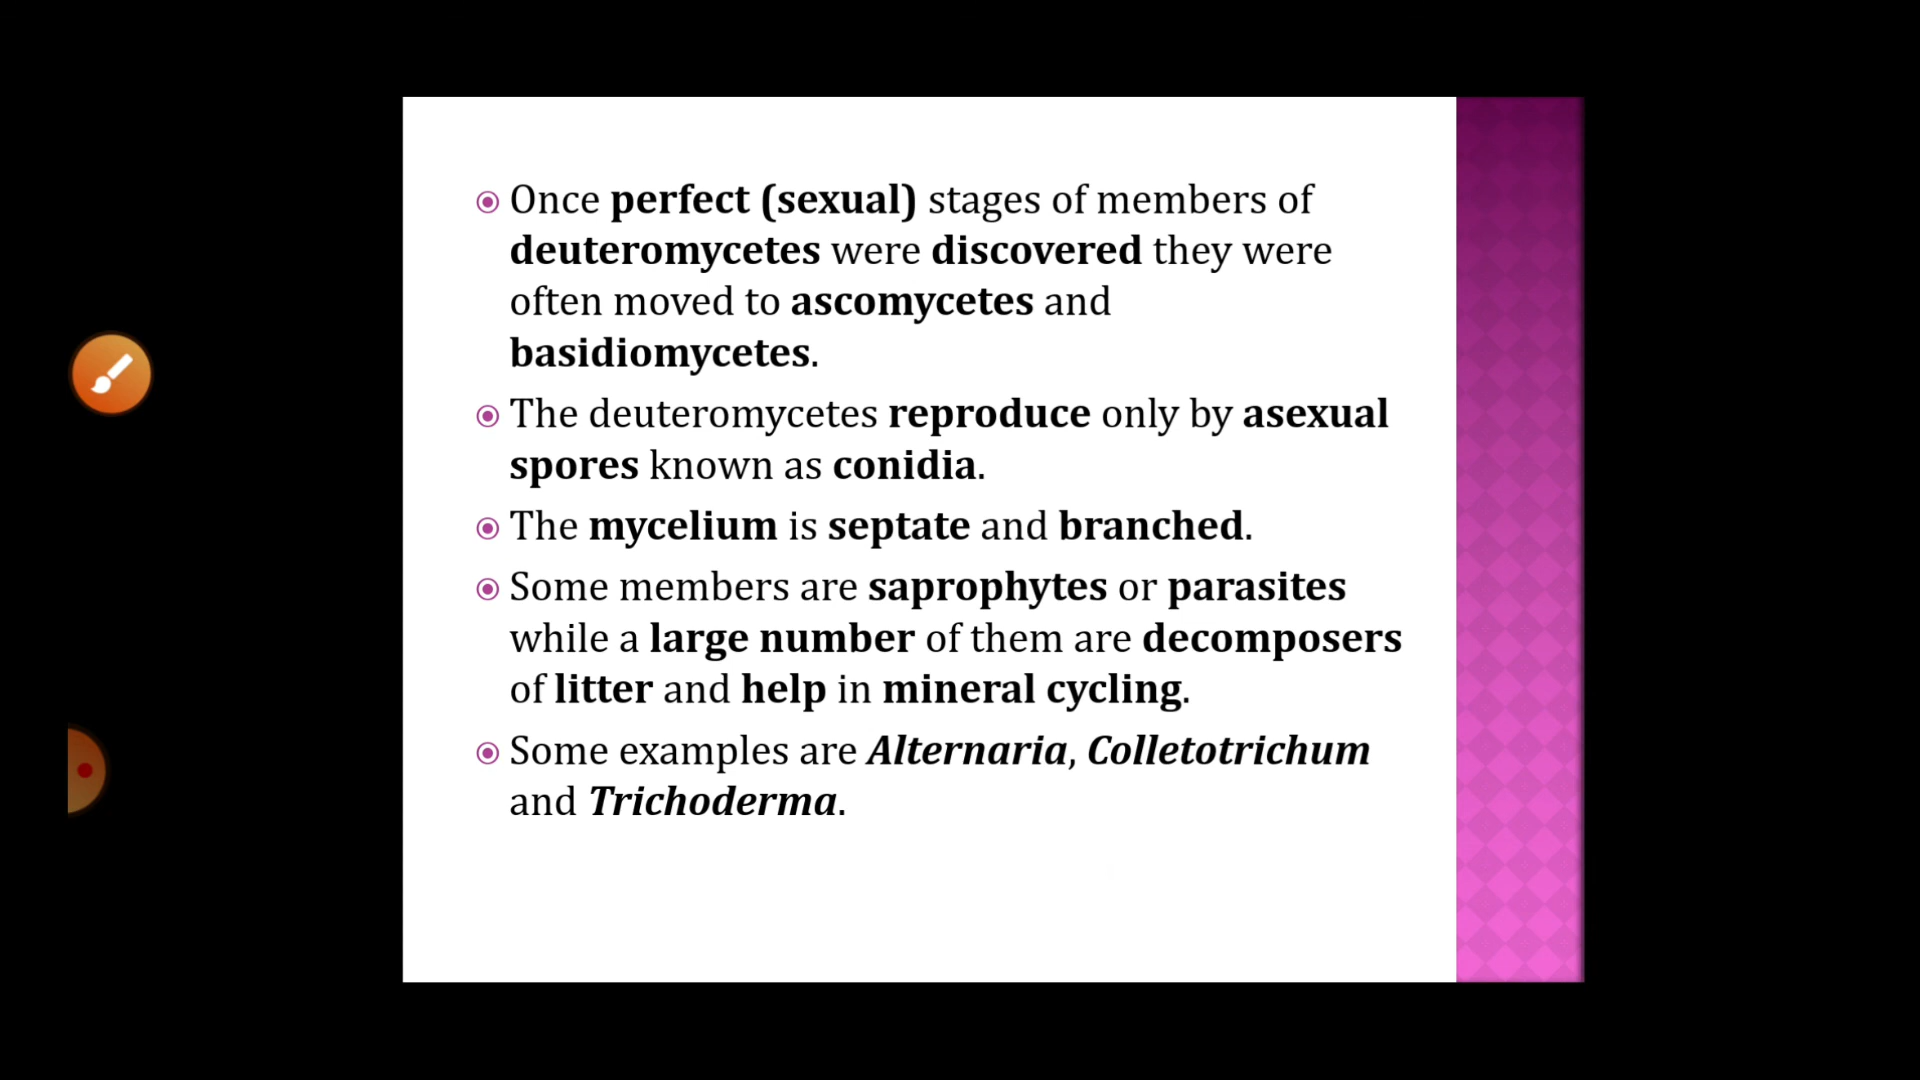 Once perfect (sexual) stages of members of
deuteromycetes were discovered they were
often moved to ascomycetes and
basidiomycetes.
The deuteromycetes reproduce only by asexual
spores known as conidia.
The mycelium is septate and branched.
Some members are saprophytes or parasites
while a large number of them are decomposers
of litter and help in mineral cycling.
Some examples are Alternaria, Colletotrichum
and Trichoderma.